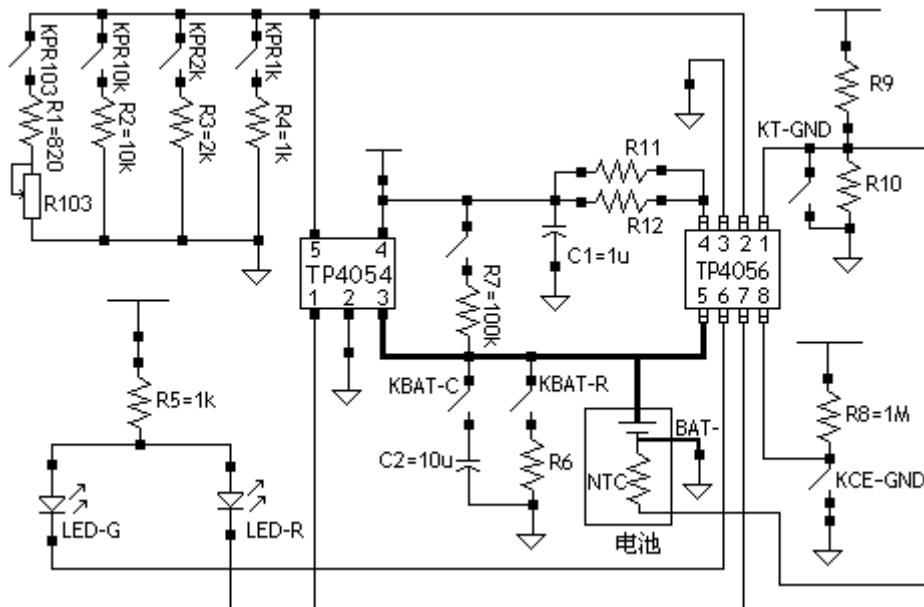 KPR103
KPR10k
KPR2k
KPR1k
R1=820
R2=10k
R3=2k
R4=1k
R103
R9
KT-GND
R10
R11
R12
C1=1u
5 4
TP4054
1 2 3
4 3 2 1
TP4056
5 6 7 8
R7=100k
KBAT-C
KBAT-R
R5=1k
C2=10u
R6
BAT-
NTC
电池
R8=1M
KCE-GND
LED-G
LED-R